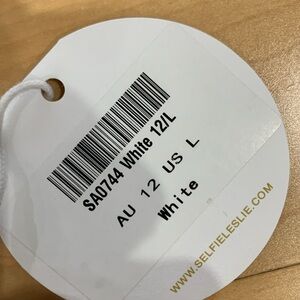 SA0744 White 12/L
AU 12 US L
White
WWW.SELFIELESLIE.COM